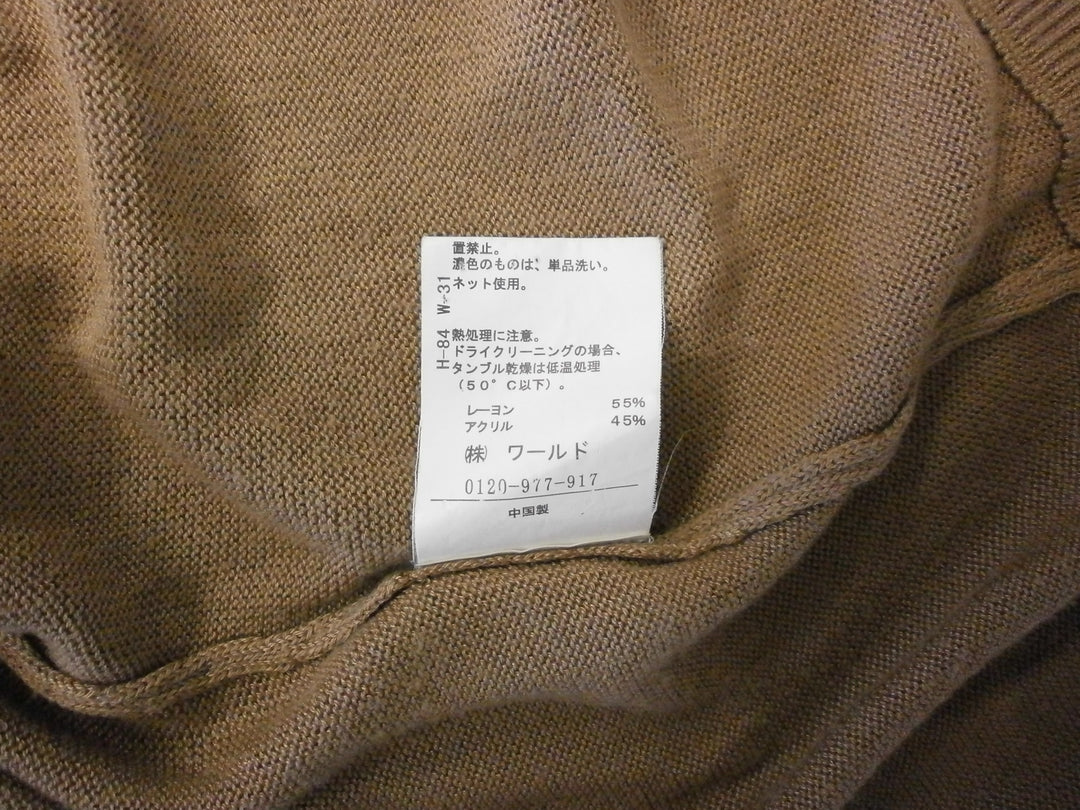 置禁止。
濃色のものは、単品洗い。
ネット使用。
熱処理に注意。
ドライクリーニングの場合、
タンブル乾燥は低温処理
（50°C以下）。
レーヨン 55%
アクリル 45%
㈱ ワールド
0120-977-917
中国製
H-84 W-31